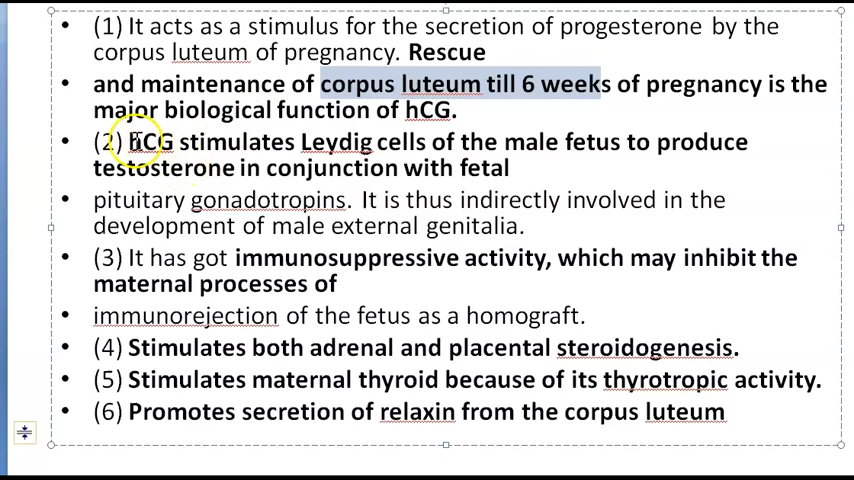 • (1) It acts as a stimulus for the secretion of progesterone by the
corpus luteum of pregnancy. Rescue
• and maintenance of corpus luteum till 6 weeks of pregnancy is the
major biological function of hCG.
• (2) hCG stimulates Leydig cells of the male fetus to produce
testosterone in conjunction with fetal
• pituitary gonadotropins. It is thus indirectly involved in the
development of male external genitalia.
• (3) It has got immunosuppressive activity, which may inhibit the
maternal processes of
• immunorejection of the fetus as a homograft.
• (4) Stimulates both adrenal and placental steroidogenesis.
• (5) Stimulates maternal thyroid because of its thyrotropic activity.
• (6) Promotes secretion of relaxin from the corpus luteum